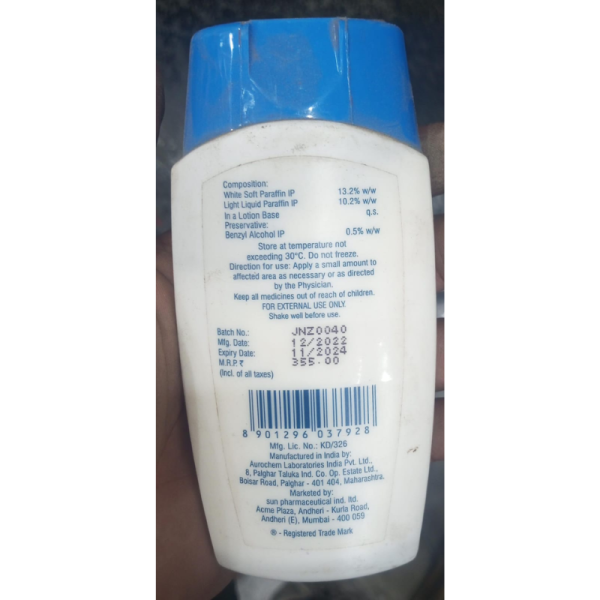 Composition:
White Soft Paraffin IP 13.2% w/w
Light Liquid Paraffin IP 10.2% w/w
In a Lotion Base q.s.
Preservative:
Benzyl Alcohol IP 0.5% w/w
Store at temperature not
exceeding 30°C. Do not freeze.
Direction for use: Apply a small amount to
affected area as necessary or as directed
by the Physician.
Keep all medicines out of reach of children.
FOR EXTERNAL USE ONLY.
Shake well before use.
Batch No.: JNZ0040
Mfg. Date: 12/2022
Expiry Date: 11/2024
M.R.P ₹ 355.00
(Incl. of all taxes)
8 901296 037928
Mfg. Lic. No.: KD/326
Manufactured in India by:
Aurochem Laboratories India Pvt. Ltd.,
8, Palghar Taluka Ind. Co. Op. Estate Ltd.,
Boisar Road, Palghar - 401 404, Maharashtra.
Marketed by:
sun pharmaceutical ind. ltd.
Acme Plaza, Andheri - Kurla Road,
Andheri (E), Mumbai - 400 059
® - Registered Trade Mark